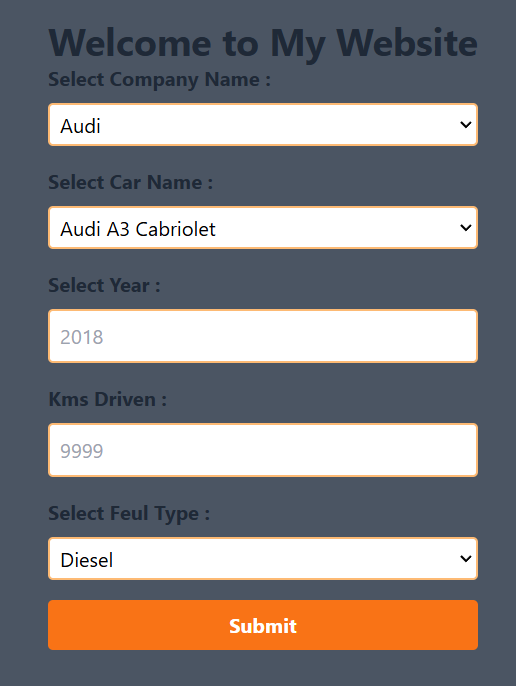 Welcome to My Website
Select Company Name :
Audi
Select Car Name :
Audi A3 Cabriolet
Select Year :
2018
Kms Driven :
9999
Select Feul Type :
Diesel
Submit